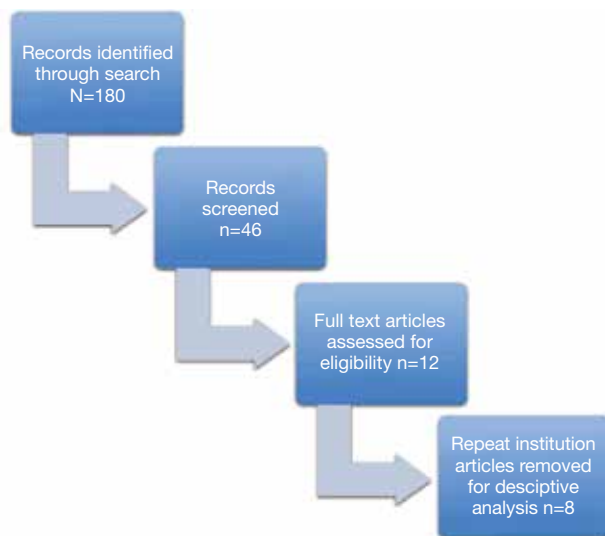 Records identified
through search
N=180
Records
screened
n=46
Full text articles
assessed for
eligibility n=12
Repeat institution
articles removed
for desciptive
analysis n=8